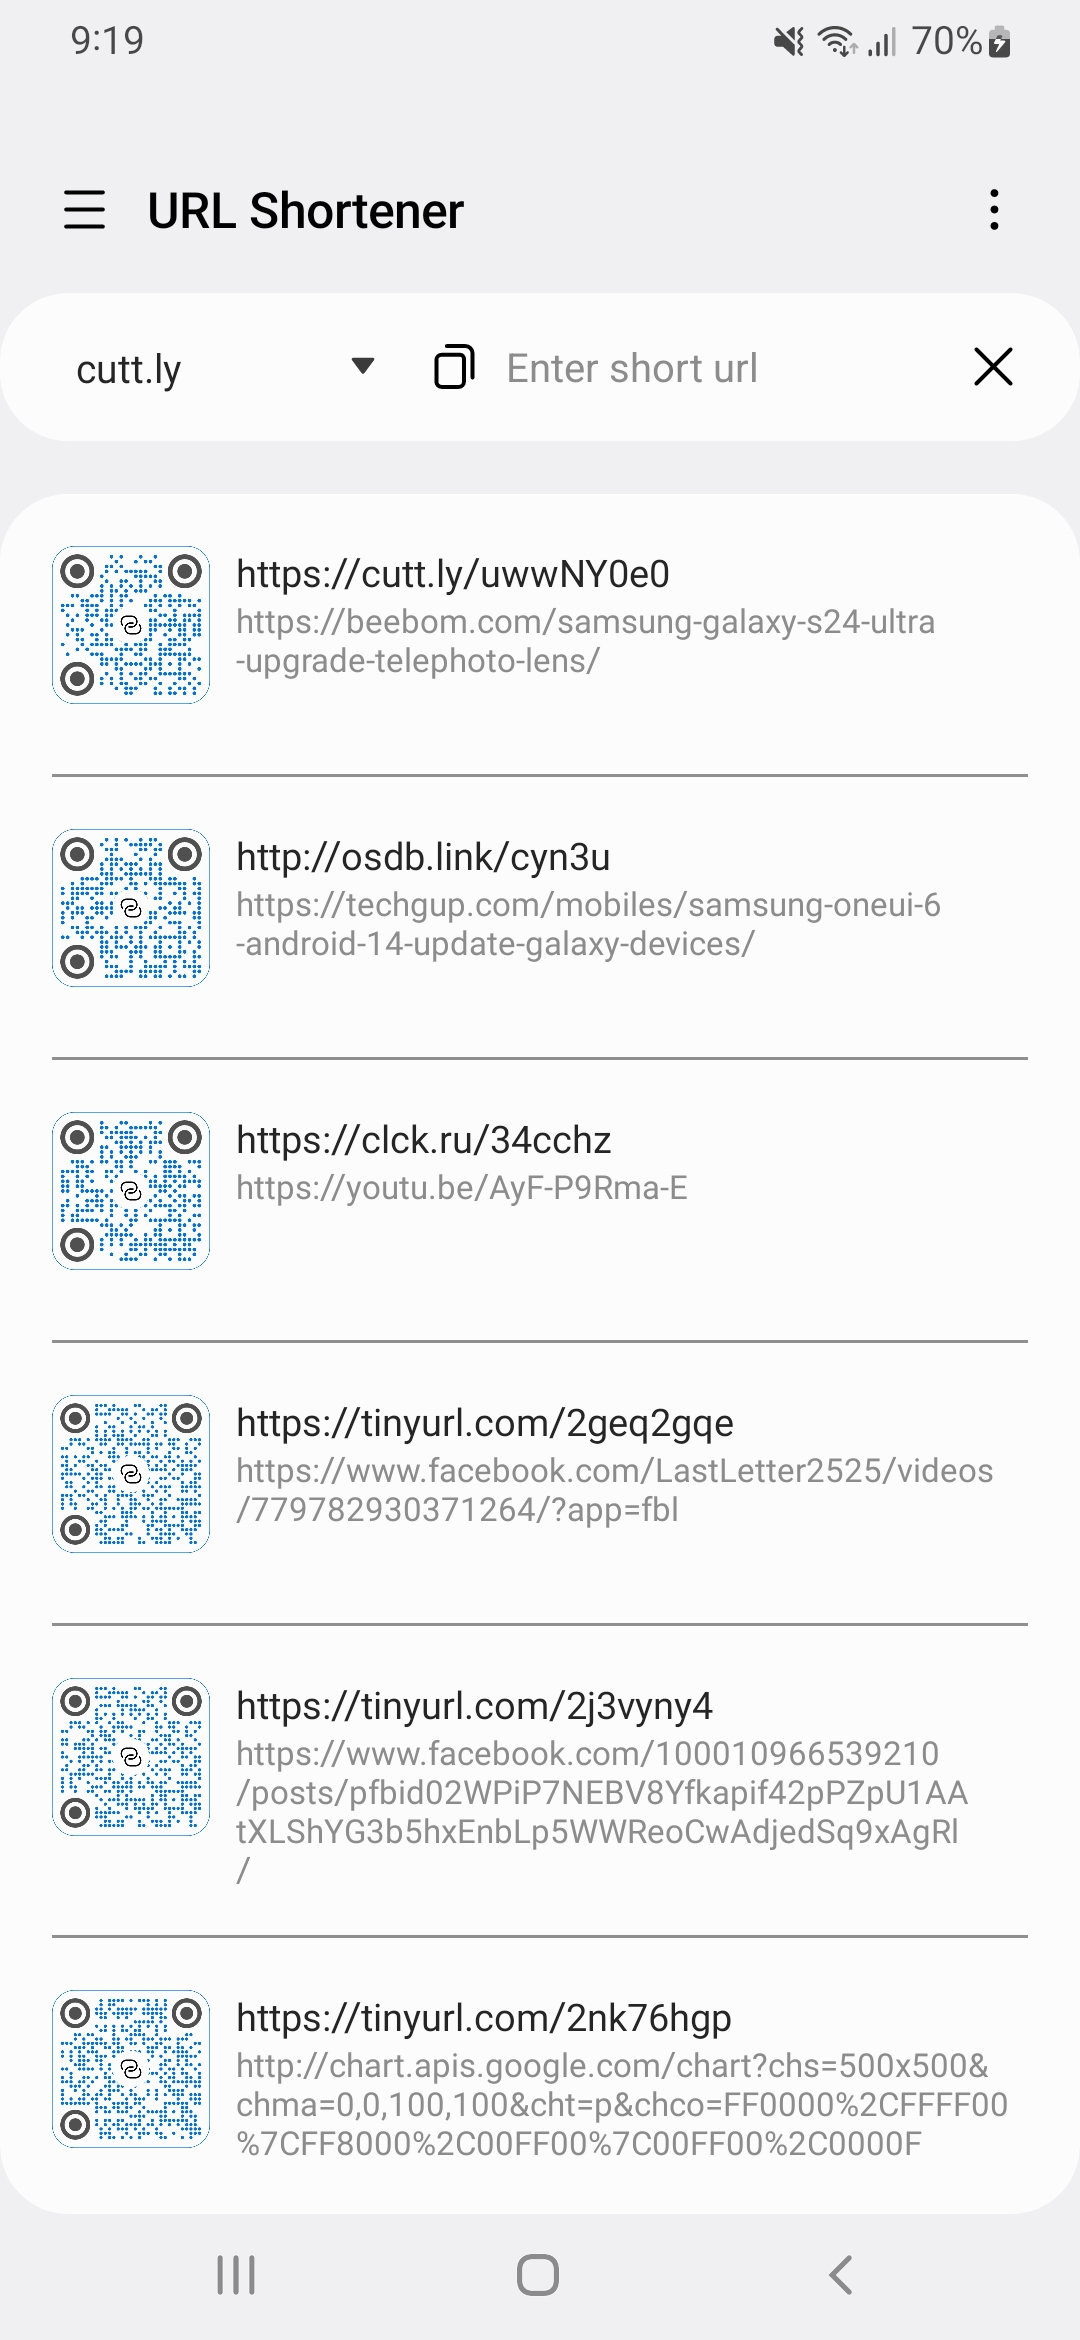 9:19
70%
URL Shortener
cutt.ly
Enter short url
https://cutt.ly/uwwNY0e0
https://beebom.com/samsung-galaxy-s24-ultra
-upgrade-telephoto-lens/
http://osdb.link/cyn3u
https://techgup.com/mobiles/samsung-oneui-6
-android-14-update-galaxy-devices/
https://clck.ru/34cchz
https://youtu.be/AyF-P9Rma-E
https://tinyurl.com/2geq2gqe
https://www.facebook.com/LastLetter2525/videos
/779782930371264/?app=fbl
https://tinyurl.com/2j3vyny4
https://www.facebook.com/100010966539210
/posts/pfbid02WPiP7NEBV8Yfkapif42pPZpU1AA
tXLShYG3b5hxEnbLp5WWReoCwAdjedSq9xAgRl
/
https://tinyurl.com/2nk76hgp
http://chart.apis.google.com/chart?chs=500x500&
chma=0,0,100,100&cht=p&chco=FF0000%2CFFFF00
%7CFF8000%2C00FF00%7C00FF00%2C0000F